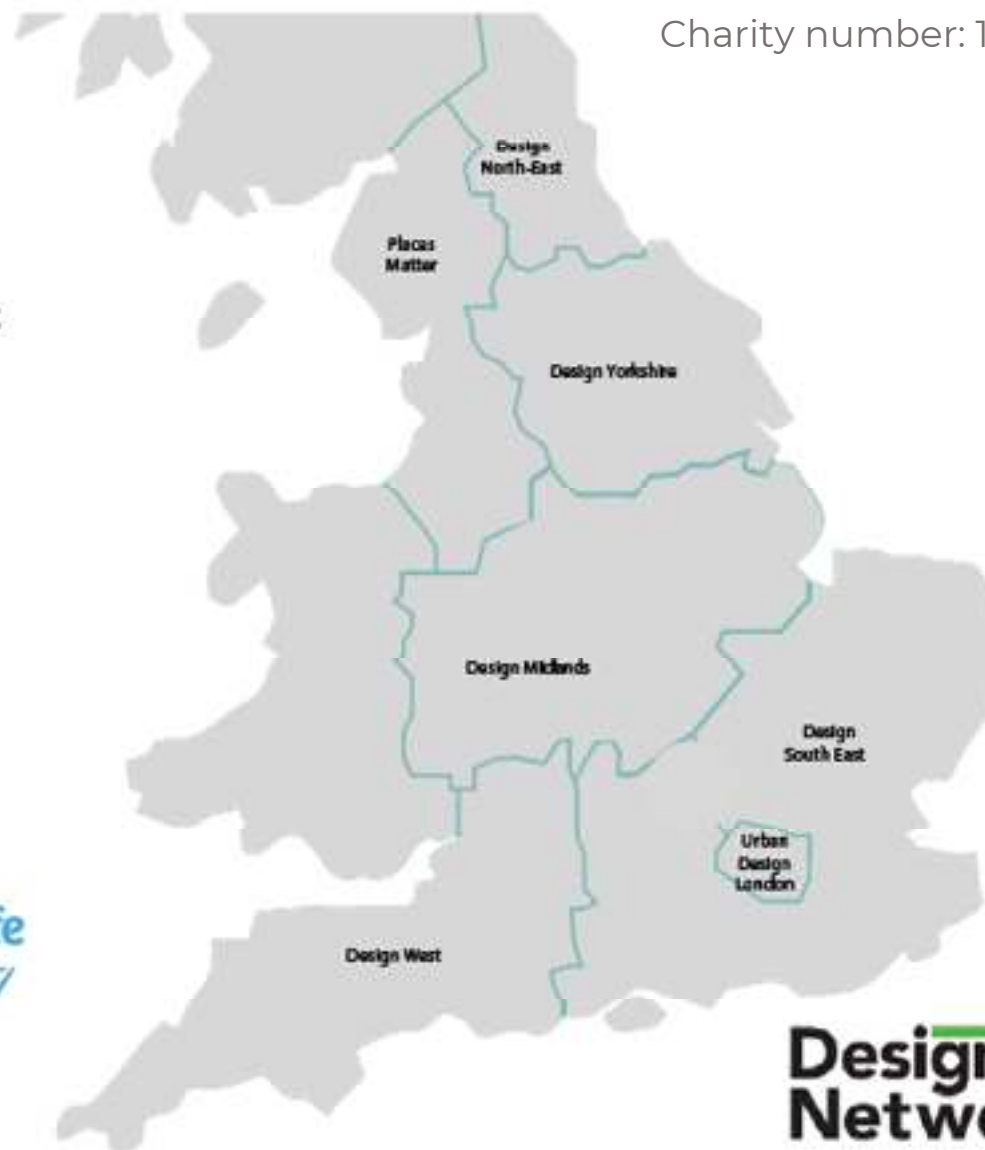 Charity number: 1
Design
North-East
Places
Matter
Design Yorkshire
Design Midlands
Design
South East
Urban
Design
London
Design West
Design
Netw